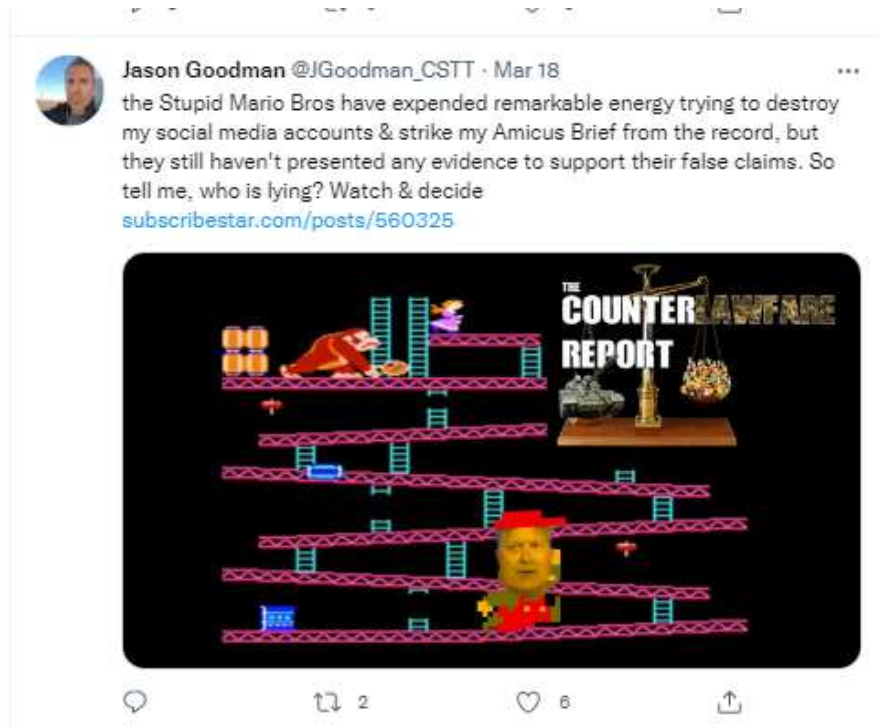 Jason Goodman @JGoodman_CSTT · Mar 18
the Stupid Mario Bros have expended remarkable energy trying to destroy
my social media accounts & strike my Amicus Brief from the record, but
they still haven't presented any evidence to support their false claims. So
tell me, who is lying? Watch & decide
subscribestar.com/posts/560325
THE
COUNTERLAWFARE
REPORT
2 6